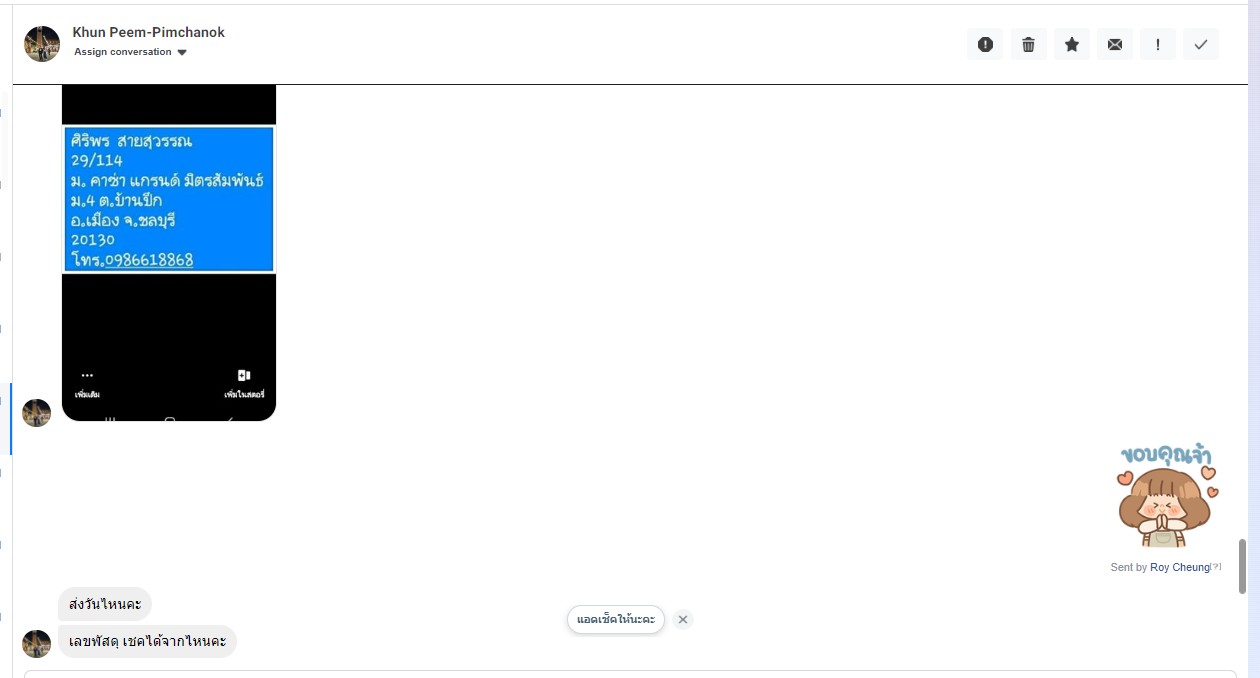 Khun Peem-Pimchanok
Assign conversation
ศิริพร สายสุวรรณ
29/114
ม. คาซ่า แกรนด์ มิตรสัมพันธ์
ม.4 ต.บ้านปึก
อ.เมือง จ.ชลบุรี
20130
โทร.0986618868
เพิ่มเติม
เพิ่มในสตอรี่
ขอบคุณจ้า
Sent by Roy Cheung[?]
ส่งวันไหนคะ
แอดเช็คให้นะคะ
เลขพัสดุ เชคได้จากไหนคะ